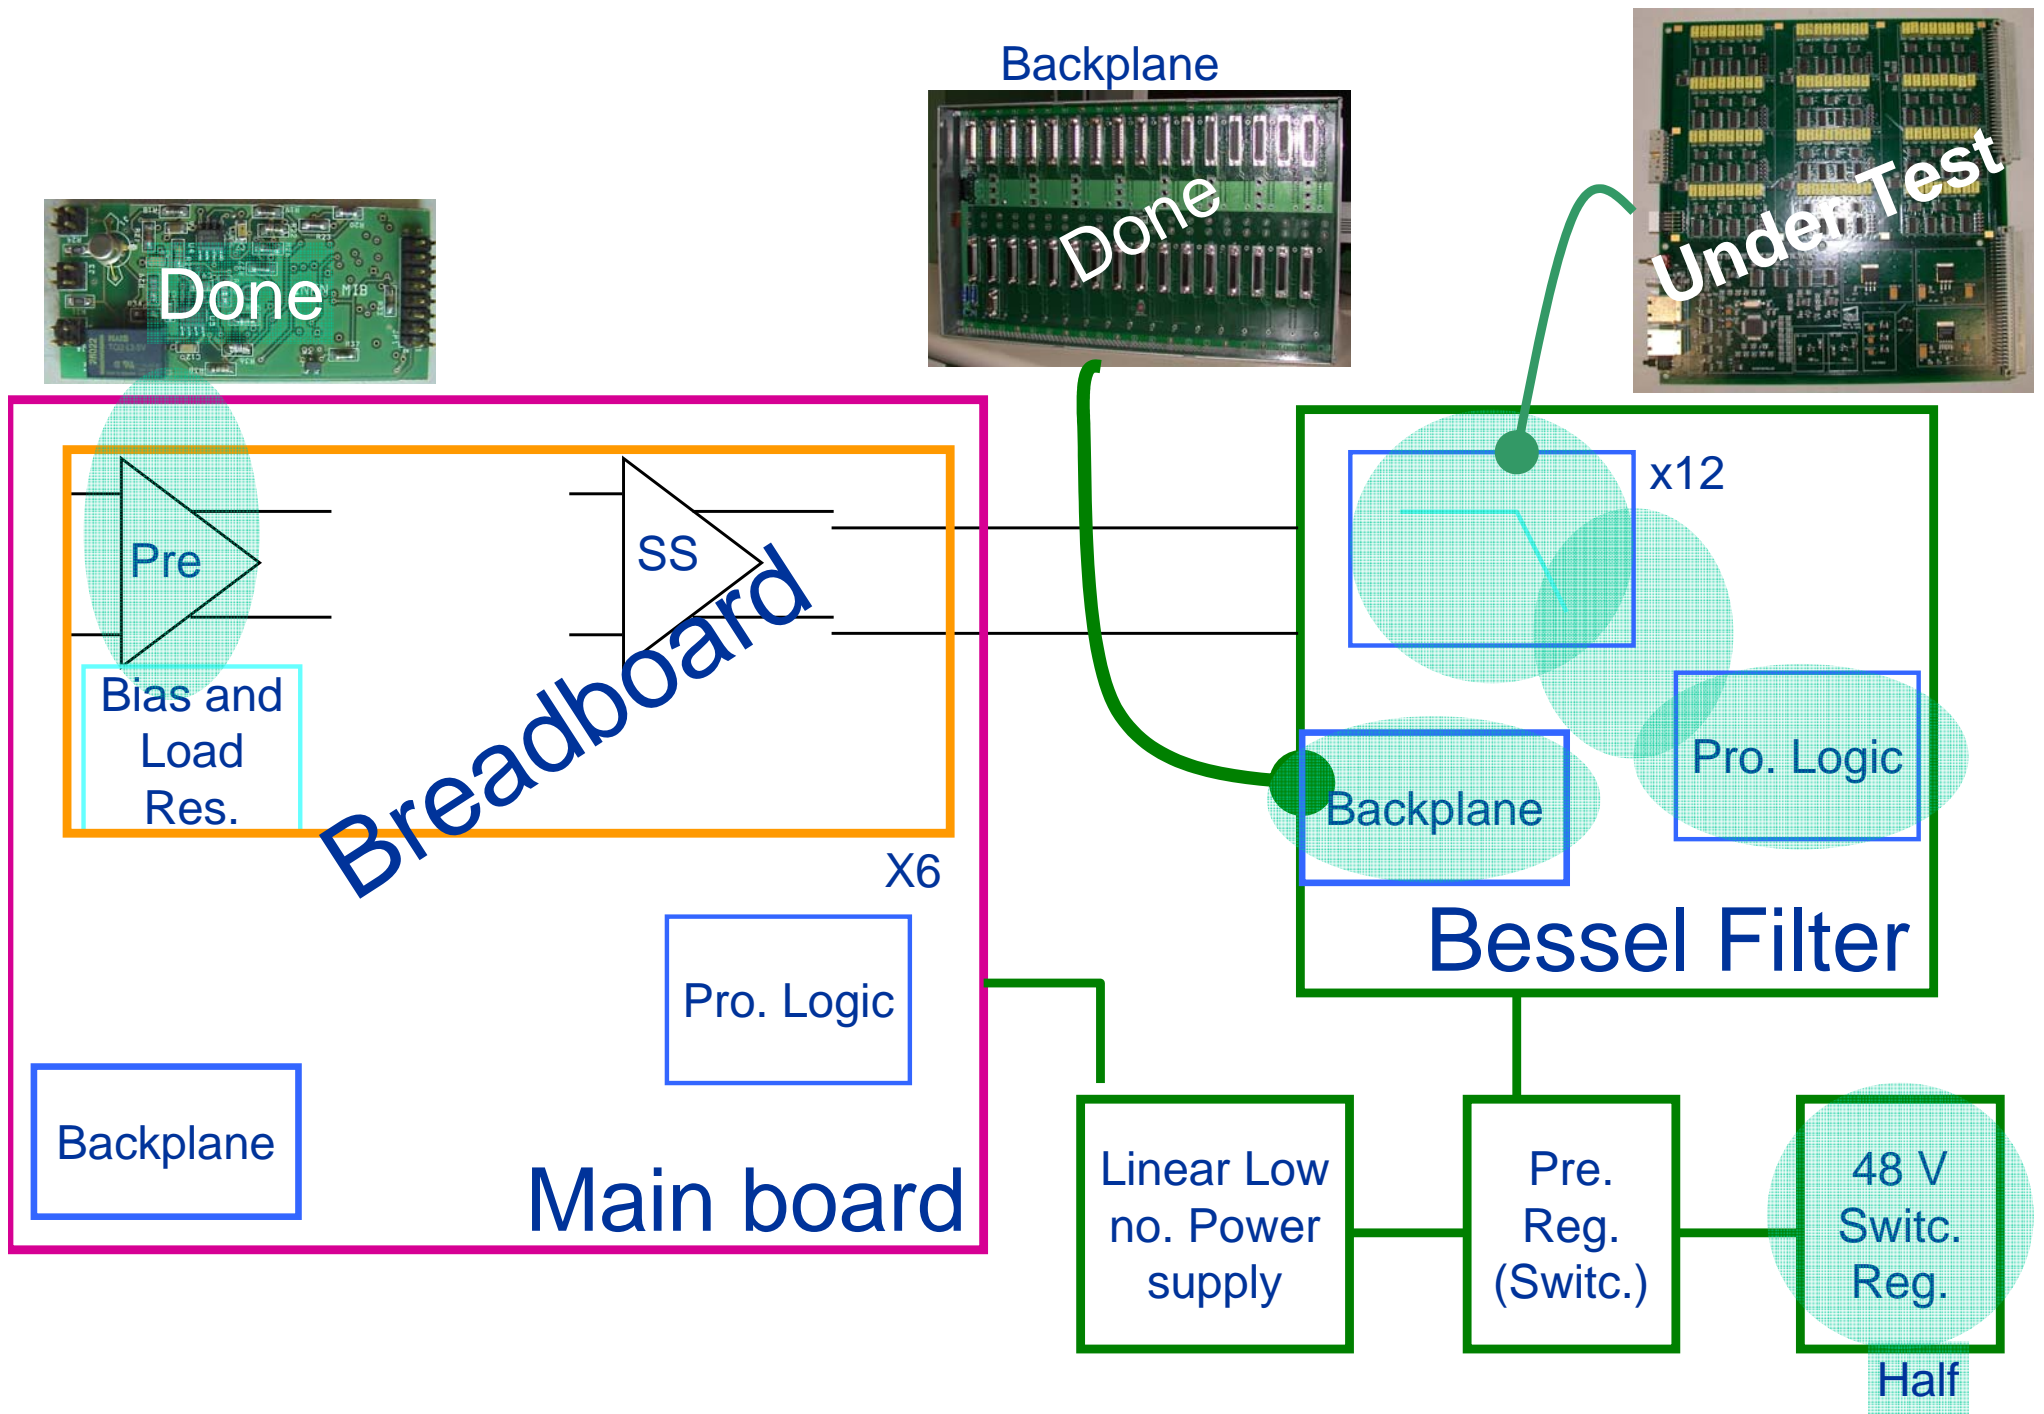 Backplane
Done
Done
Under Test
Pre
SS
x12
Bias and
Load
Res.
Breadboard
X6
Pro. Logic
Backplane
Main board
Backplane
Pro. Logic
Bessel Filter
Linear Low
no. Power
supply
Pre.
Reg.
(Switc.)
48 V
Switc.
Reg.
Half